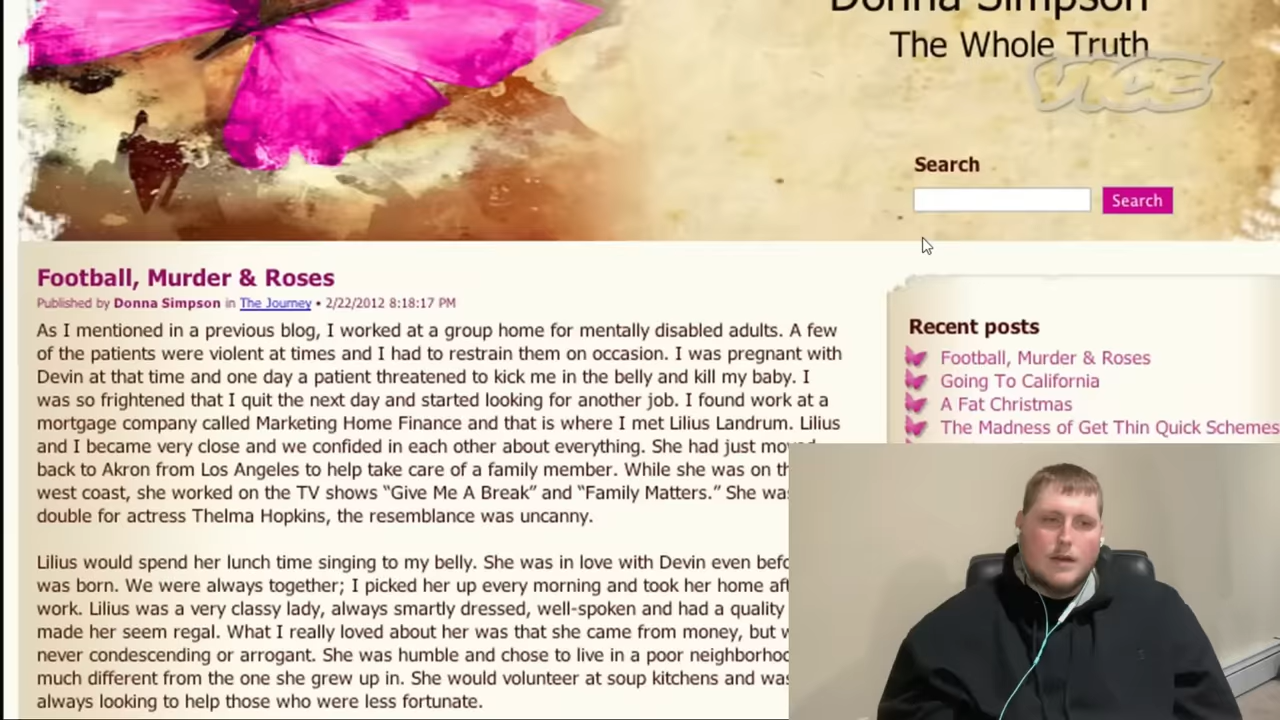 Donna Simpson
The Whole Truth
VICE
Search
Search
Football, Murder & Roses
Published by Donna Simpson in The Journey • 2/22/2012 8:18:17 PM
As I mentioned in a previous blog, I worked at a group home for mentally disabled adults. A few
of the patients were violent at times and I had to restrain them on occasion. I was pregnant with
Devin at that time and one day a patient threatened to kick me in the belly and kill my baby. I
was so frightened that I quit the next day and started looking for another job. I found work at a
mortgage company called Marketing Home Finance and that is where I met Lilius Landrum. Lilius
and I became very close and we confided in each other about everything. She had just moved
back to Akron from Los Angeles to help take care of a family member. While she was on
west coast, she worked on the TV shows “Give Me A Break” and “Family Matters.” She was
double for actress Thelma Hopkins, the resemblance was uncanny.
Lilius would spend her lunch time singing to my belly. She was in love with Devin even
was born. We were always together; I picked her up every morning and took her home
work. Lilius was a very classy lady, always smartly dressed, well-spoken and had a quality
made her seem regal. What I really loved about her was that she came from money, but
never condescending or arrogant. She was humble and chose to live in a poor
much different from the one she grew up in. She would volunteer at soup kitchens and was
always looking to help those who were less fortunate.
Recent posts
Football, Murder & Roses
Going To California
A Fat Christmas
The Madness of Get Thin Quick Schemes